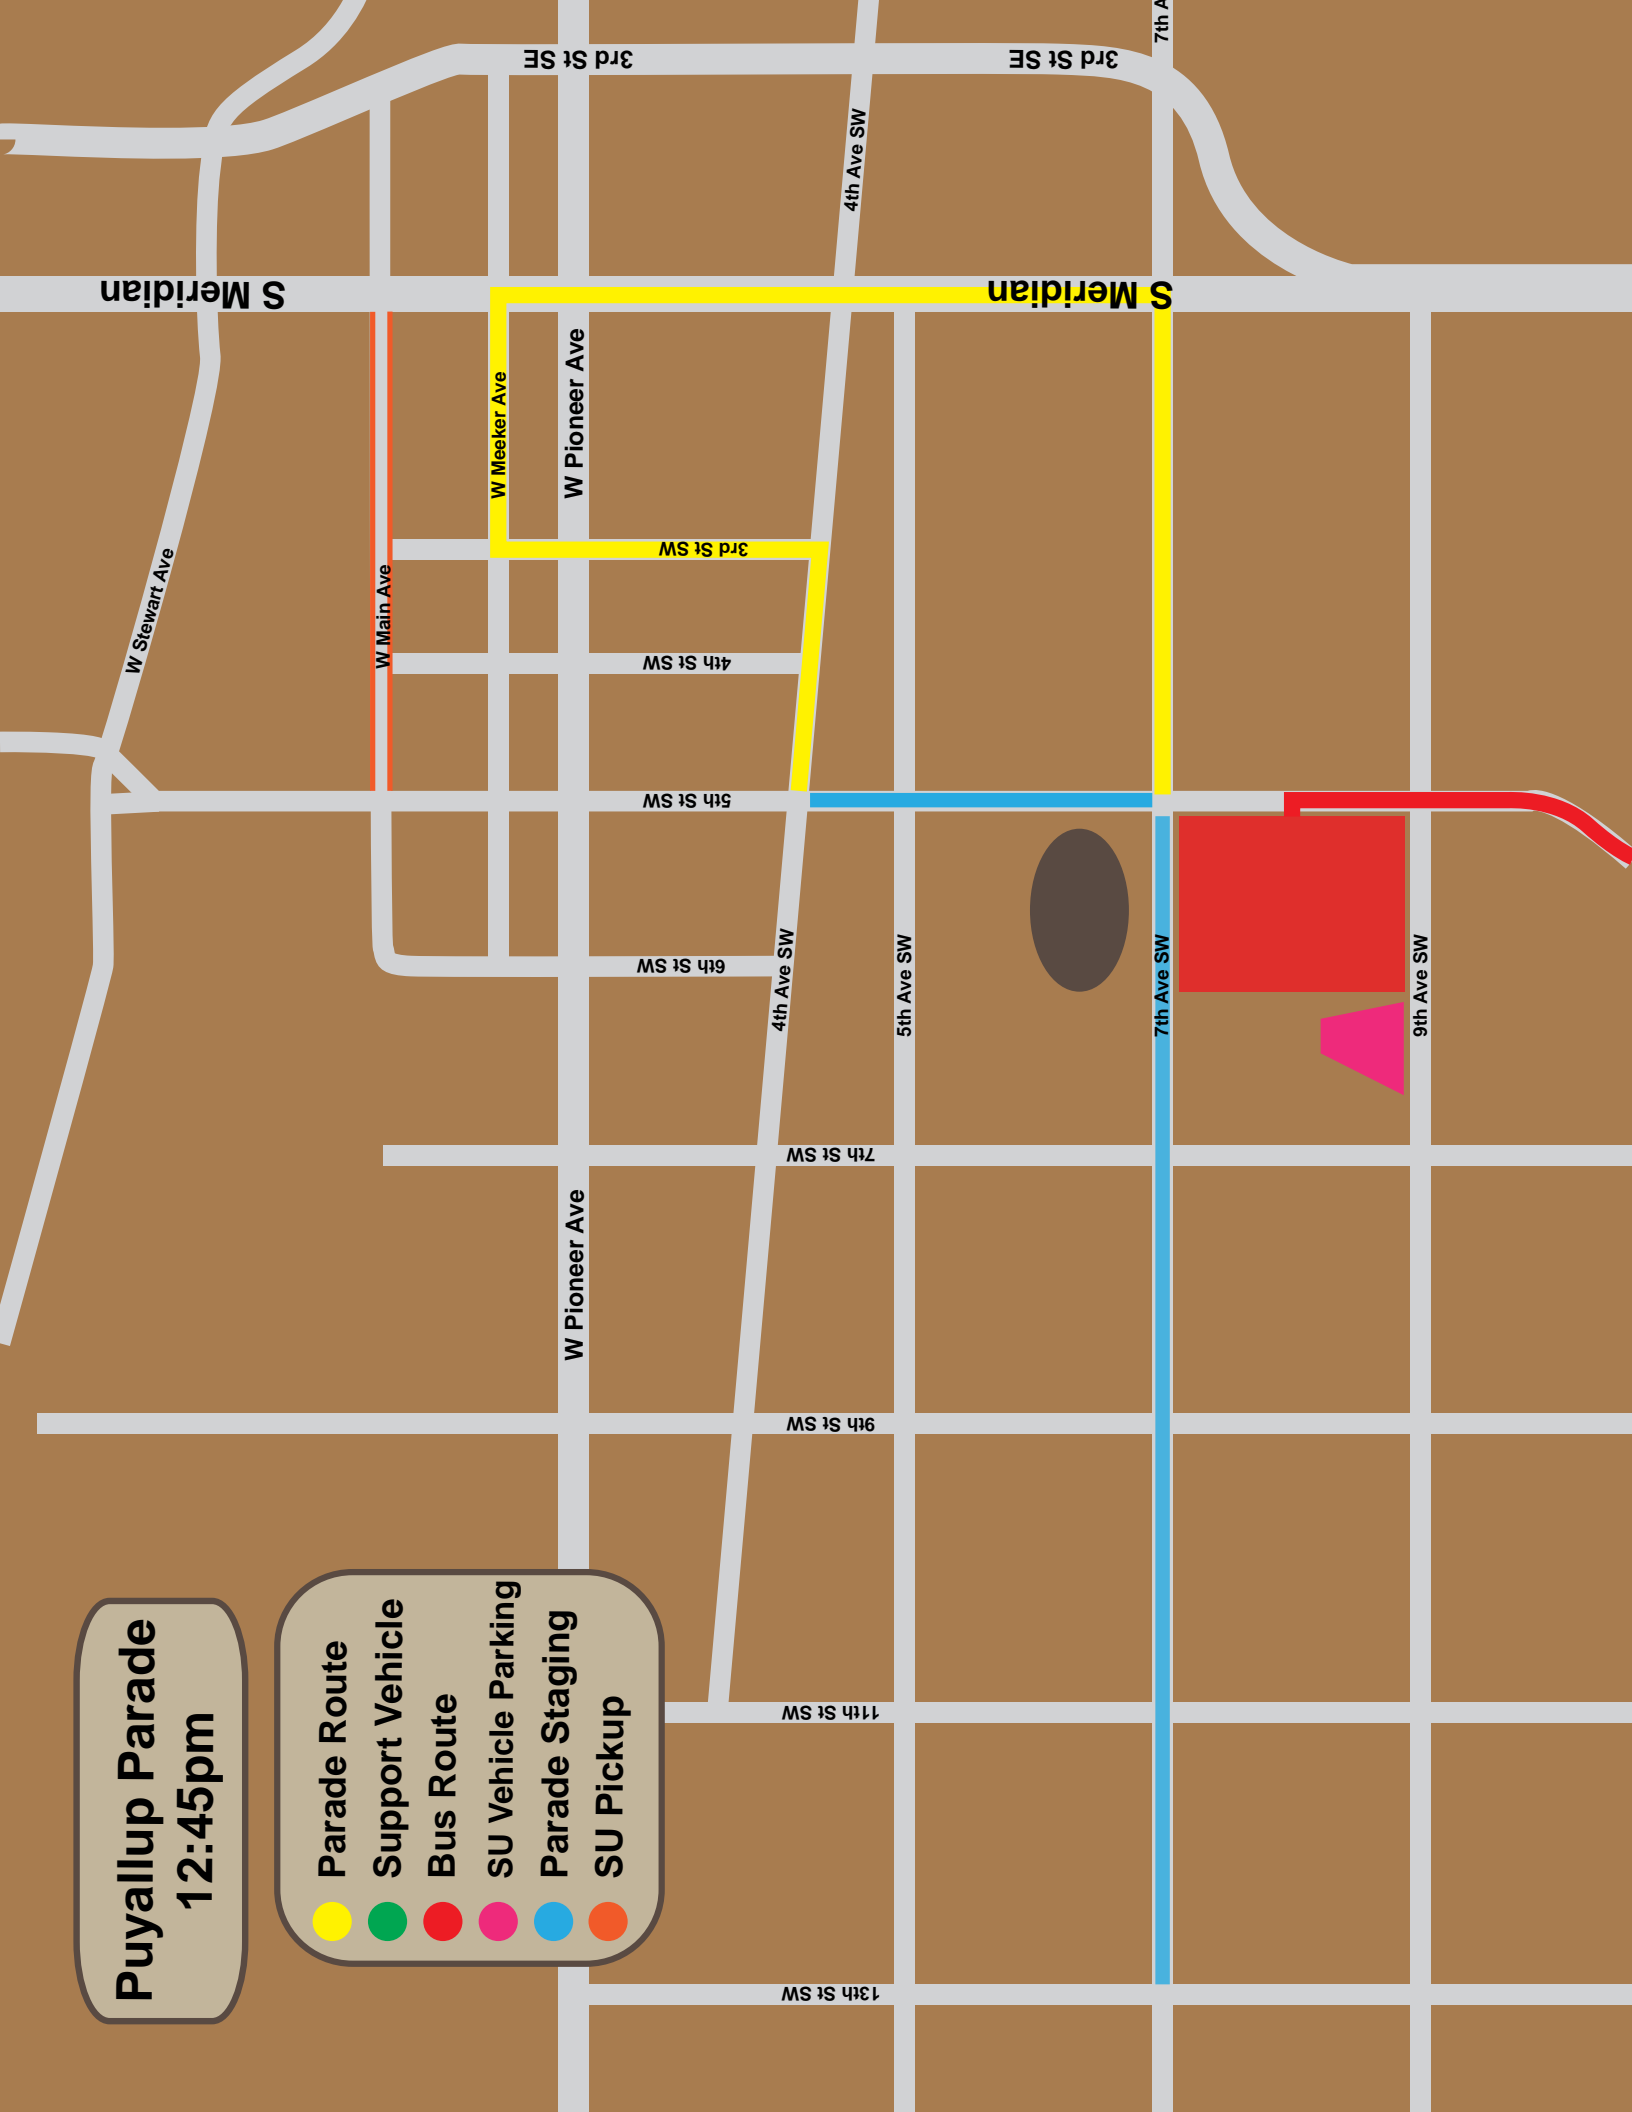 Puyallup Parade
12:45pm
Parade Route
Support Vehicle
Bus Route
SU Vehicle Parking
Parade Staging
SU Pickup
W Stewart Ave
S Meridian
W Main Ave
W Meeker Ave
W Pioneer Ave
W Pioneer Ave
3rd St SE
3rd St SW
4th St SW
5th St SW
6th St SW
4th Ave SW
4th Ave SW
7th St SW
9th St SW
11th St SW
13th St SW
5th Ave SW
S Meridian
3rd St SE
7th Ave SW
7th A
9th Ave SW